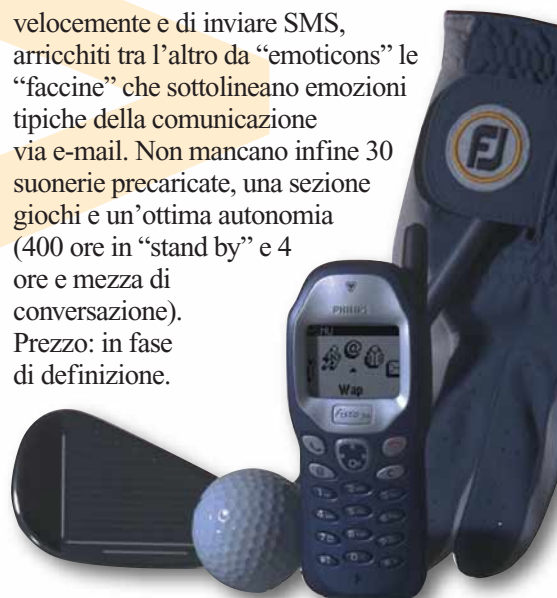 velocemente e di inviare SMS,
arricchiti tra l’altro da “emoticons” le
“faccine” che sottolineano emozioni
tipiche della comunicazione
via e-mail. Non mancano infine 30
suonerie precaricate, una sezione
giochi e un’ottima autonomia
(400 ore in “stand by” e 4
ore e mezza di
conversazione).
Prezzo: in fase
di definizione.
FJ
PHILIPS
Wap